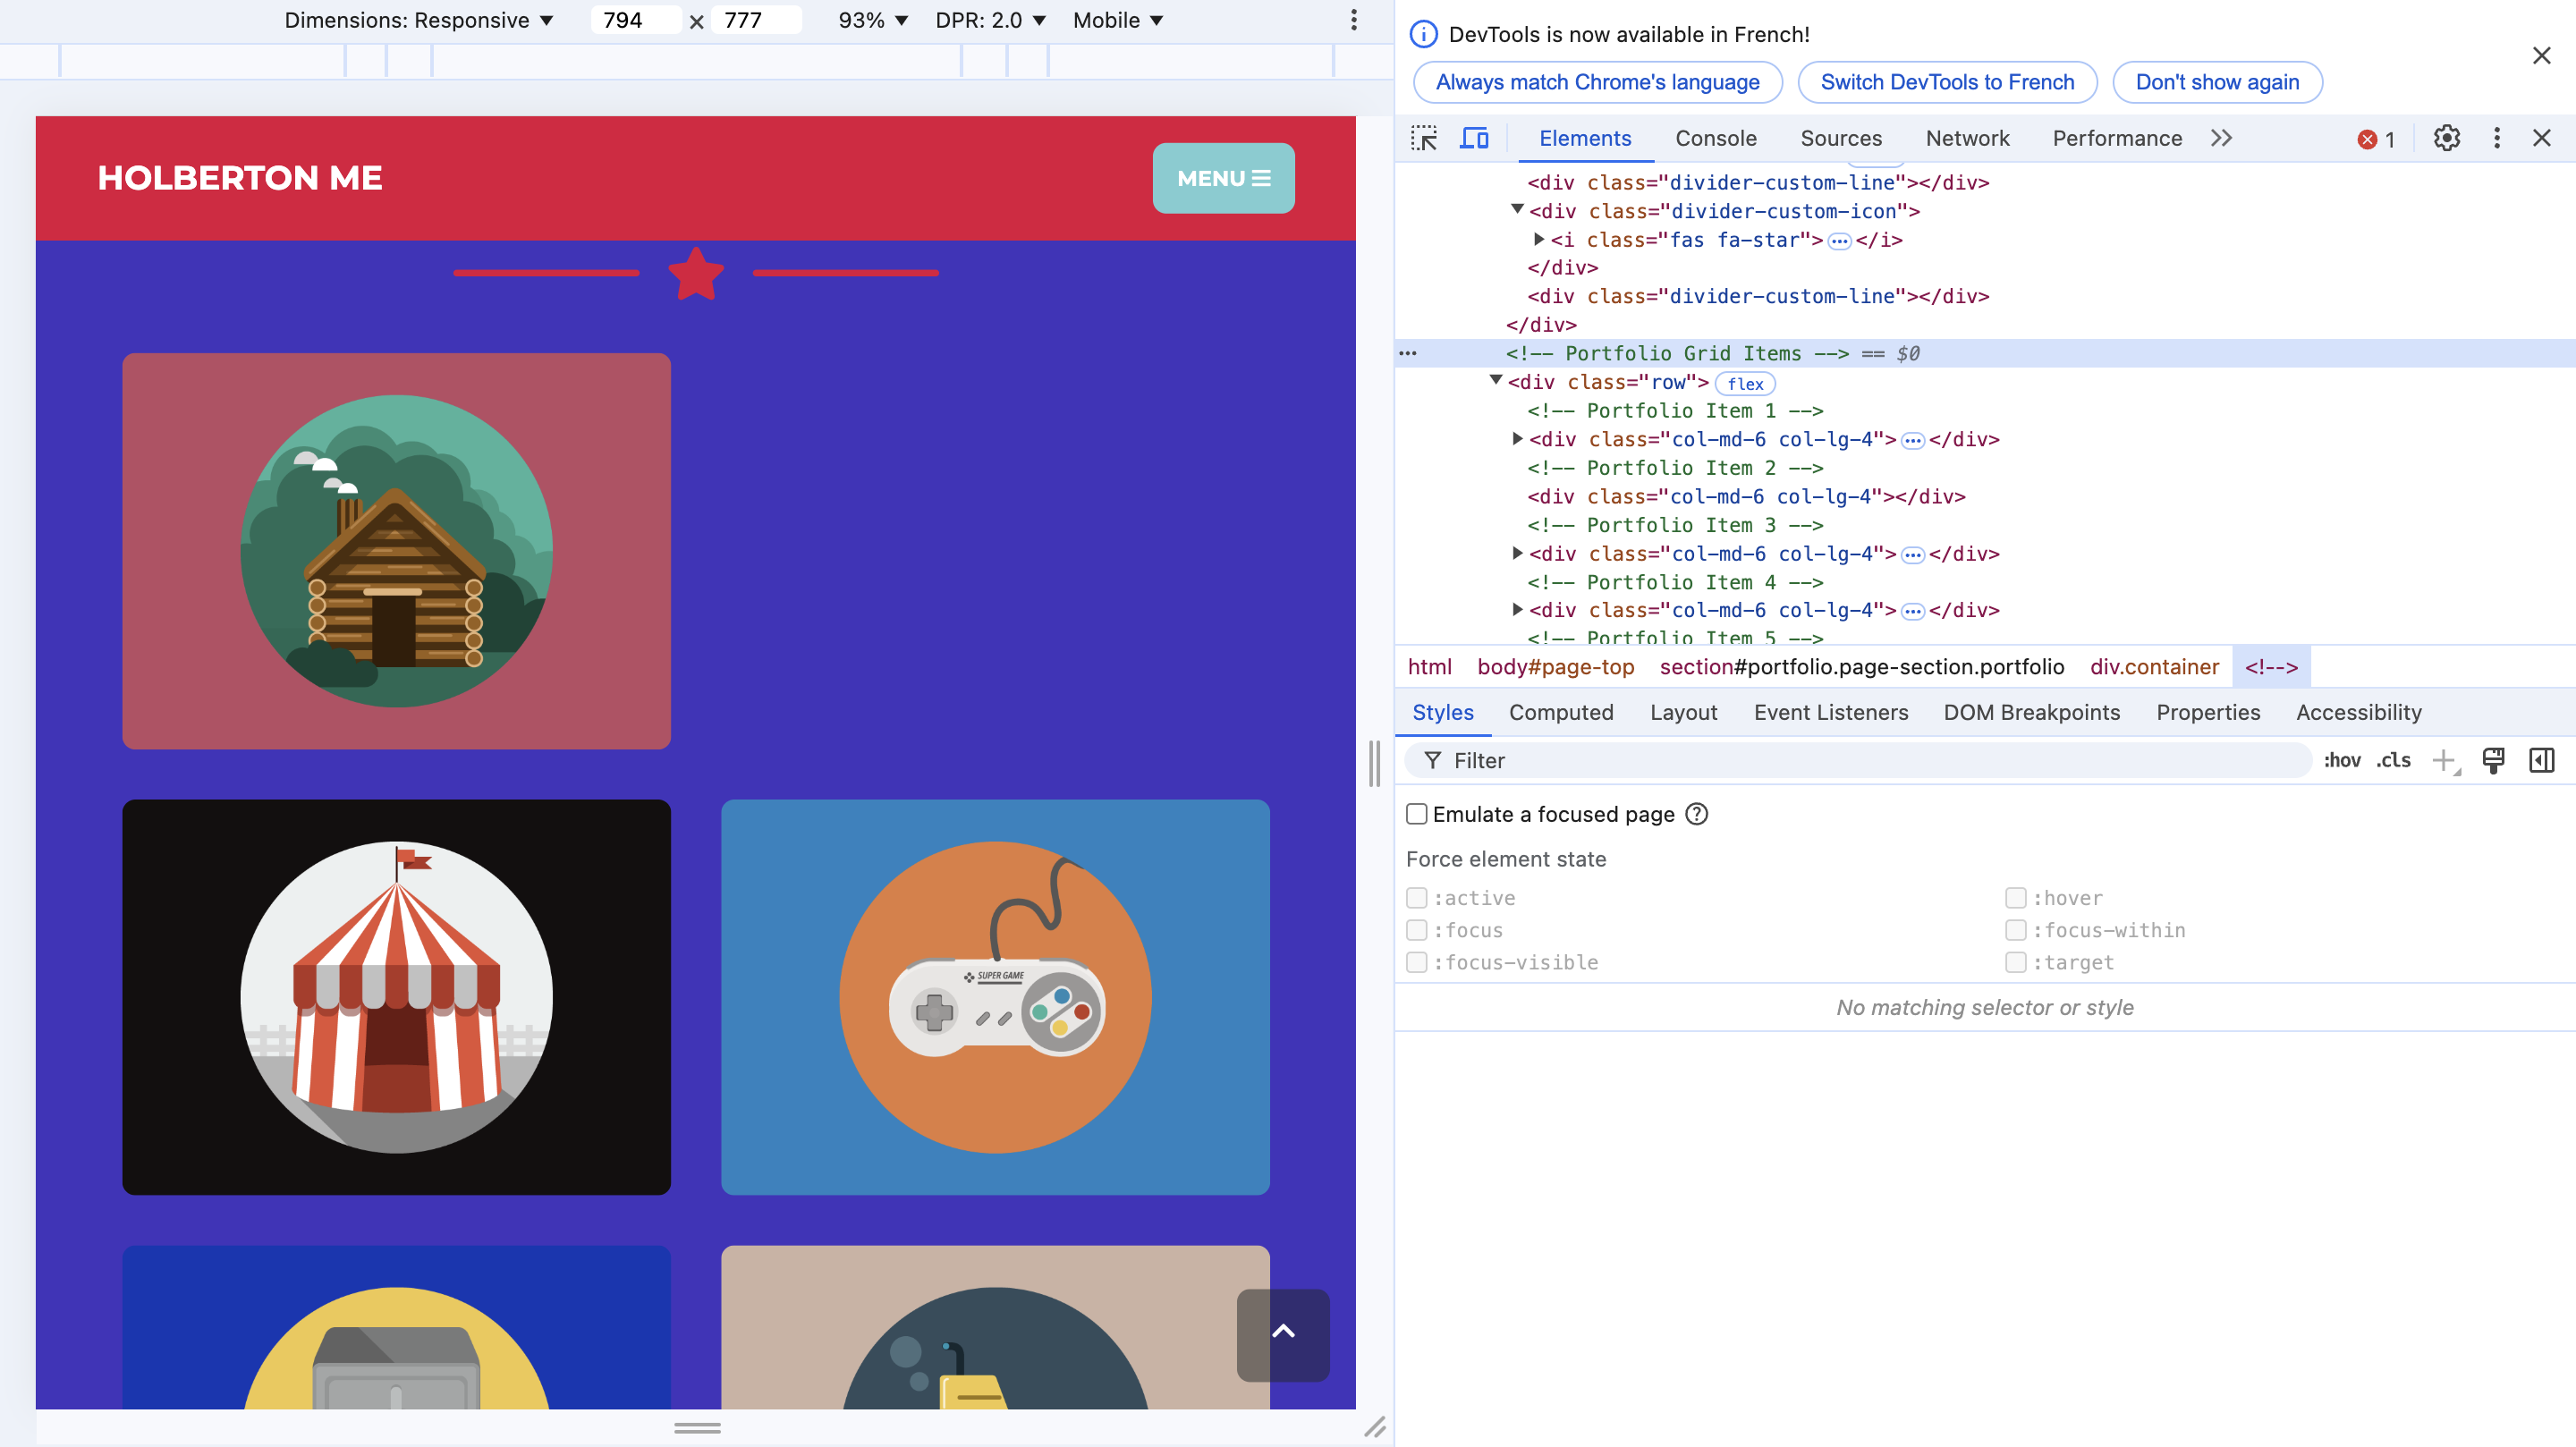 Dimensions: Responsive ▼ 794 × 777 93% ▼ DPR: 2.0 ▼ Mobile ▼
HOLBERTON ME
MENU
SUPER GAME
DevTools is now available in French!
Always match Chrome's language
Switch DevTools to French
Don't show again
Elements Console Sources Network Performance 1
<div class="divider-custom-line"></div>
<div class="divider-custom-icon">
<i class="fas fa-star">…</i>
</div>
<div class="divider-custom-line"></div>
</div>
<!-- Portfolio Grid Items --> == $0
<div class="row"> flex
<!-- Portfolio Item 1 -->
<div class="col-md-6 col-lg-4">…</div>
<!-- Portfolio Item 2 -->
<div class="col-md-6 col-lg-4"></div>
<!-- Portfolio Item 3 -->
<div class="col-md-6 col-lg-4">…</div>
<!-- Portfolio Item 4 -->
<div class="col-md-6 col-lg-4">…</div>
<!-- Portfolio Item 5 -->
html body#page-top section#portfolio.page-section.portfolio div.container <!-->
Styles Computed Layout Event Listeners DOM Breakpoints Properties Accessibility
Filter :hov .cls
Emulate a focused page
Force element state
:active :hover
:focus :focus-within
:focus-visible :target
No matching selector or style